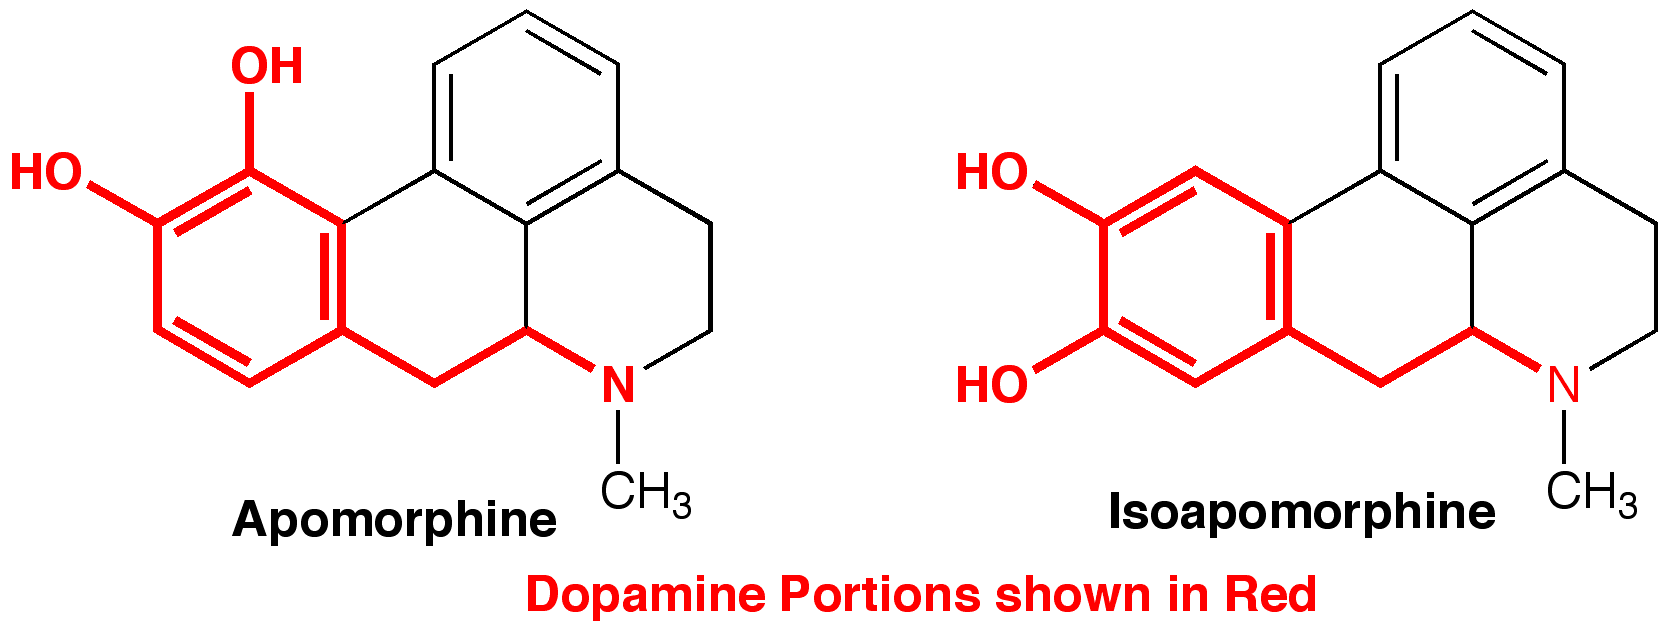 OH
HO
N
CH3
Apomorphine
HO
HO
N
CH3
Isoapomorphine
Dopamine Portions shown in Red